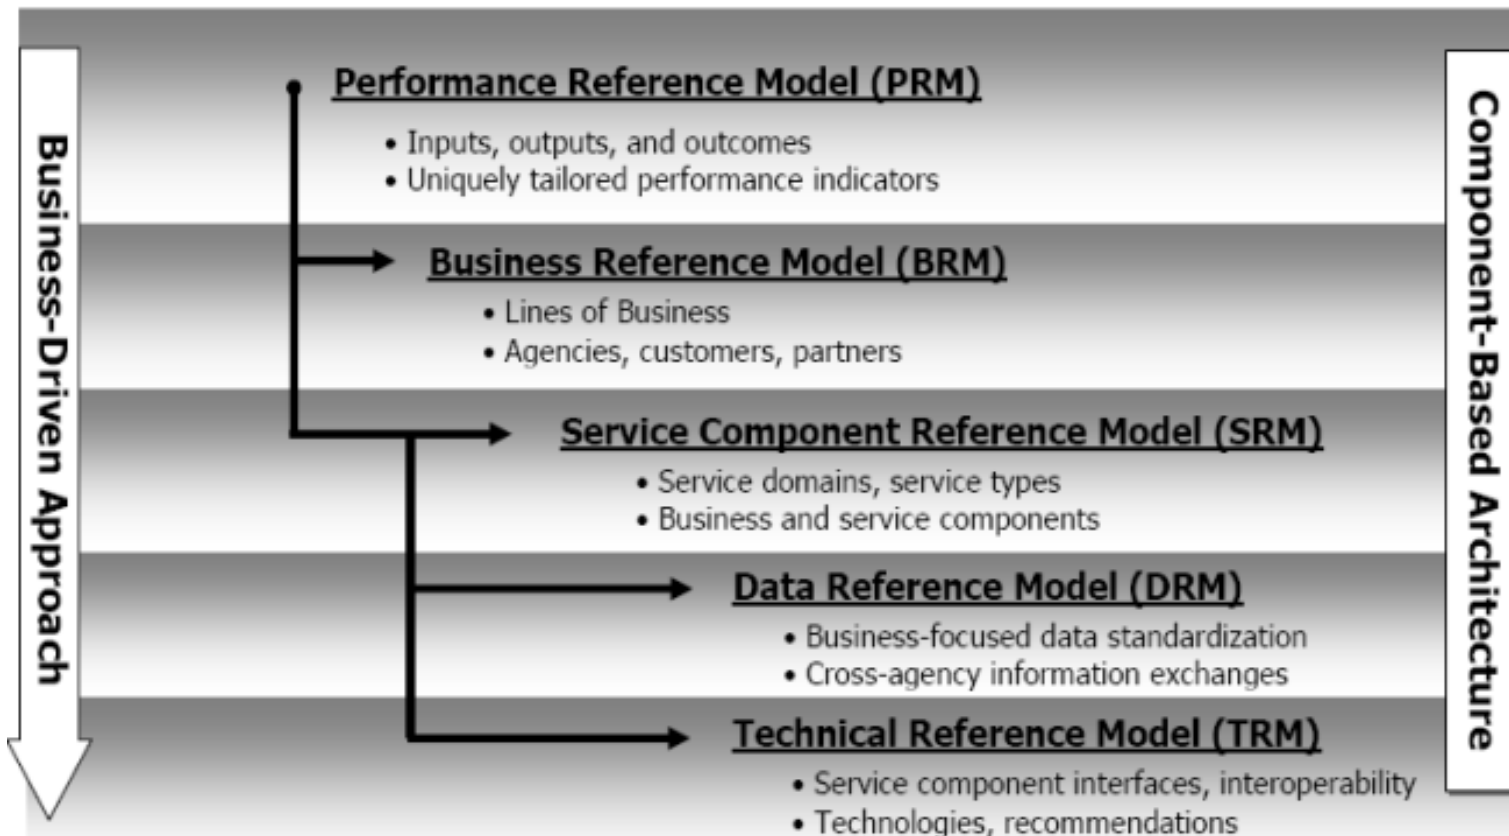 Business-Driven Approach
Performance Reference Model (PRM)
• Inputs, outputs, and outcomes
• Uniquely tailored performance indicators
Business Reference Model (BRM)
• Lines of Business
• Agencies, customers, partners
Service Component Reference Model (SRM)
• Service domains, service types
• Business and service components
Data Reference Model (DRM)
• Business-focused data standardization
• Cross-agency information exchanges
Technical Reference Model (TRM)
• Service component interfaces, interoperability
• Technologies, recommendations
Component-Based Architecture